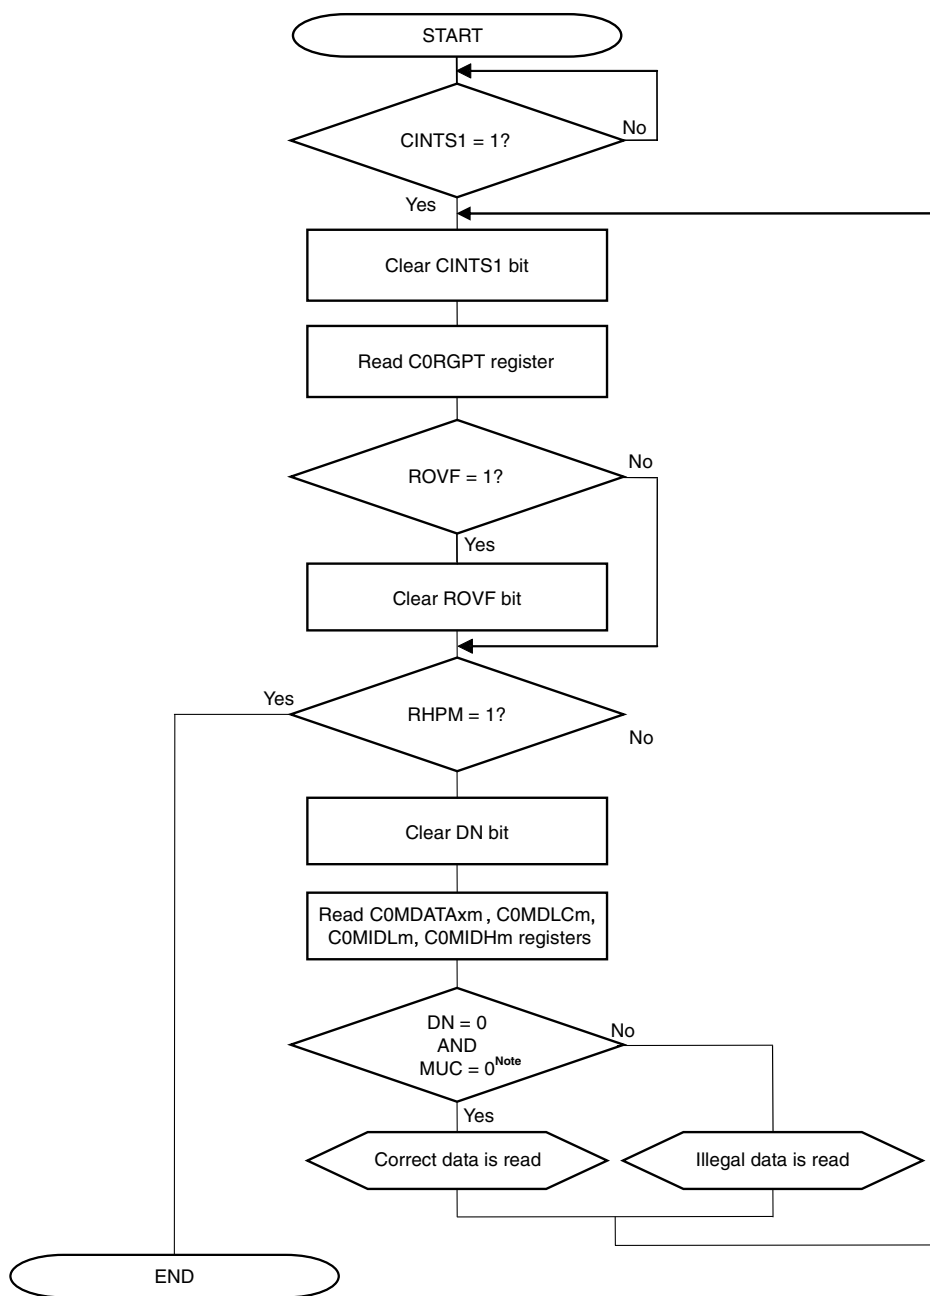 START
CINTS1 = 1?
No
Yes
Clear CINTS1 bit
Read C0RGPT register
ROVF = 1?
No
Yes
Clear ROVF bit
Yes
RHPM = 1?
No
Clear DN bit
Read C0MDATAxm , C0MDLCm,
C0MIDLm, C0MIDHm registers
DN = 0
AND
MUC = 0Note
No
Yes
Correct data is read
Illegal data is read
END